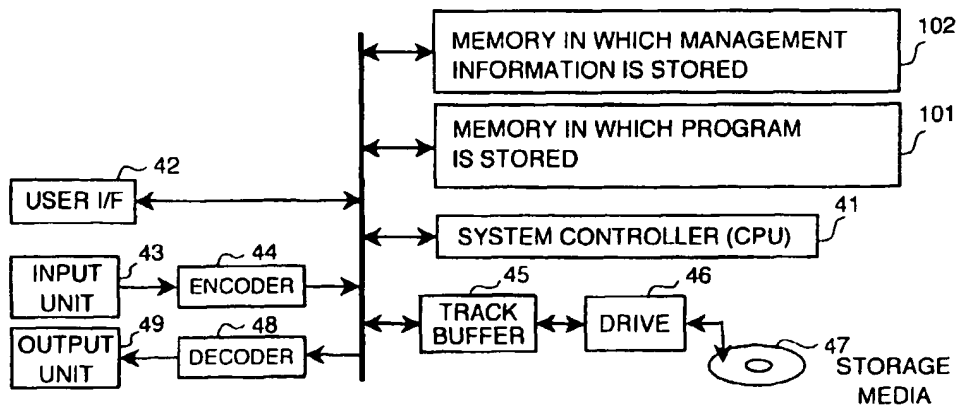 102
MEMORY IN WHICH MANAGEMENT
INFORMATION IS STORED
101
MEMORY IN WHICH PROGRAM
IS STORED
42
USER I/F
41
SYSTEM CONTROLLER (CPU)
43
INPUT
UNIT
44
ENCODER
45
TRACK
BUFFER
46
DRIVE
49
OUTPUT
UNIT
48
DECODER
47
STORAGE
MEDIA